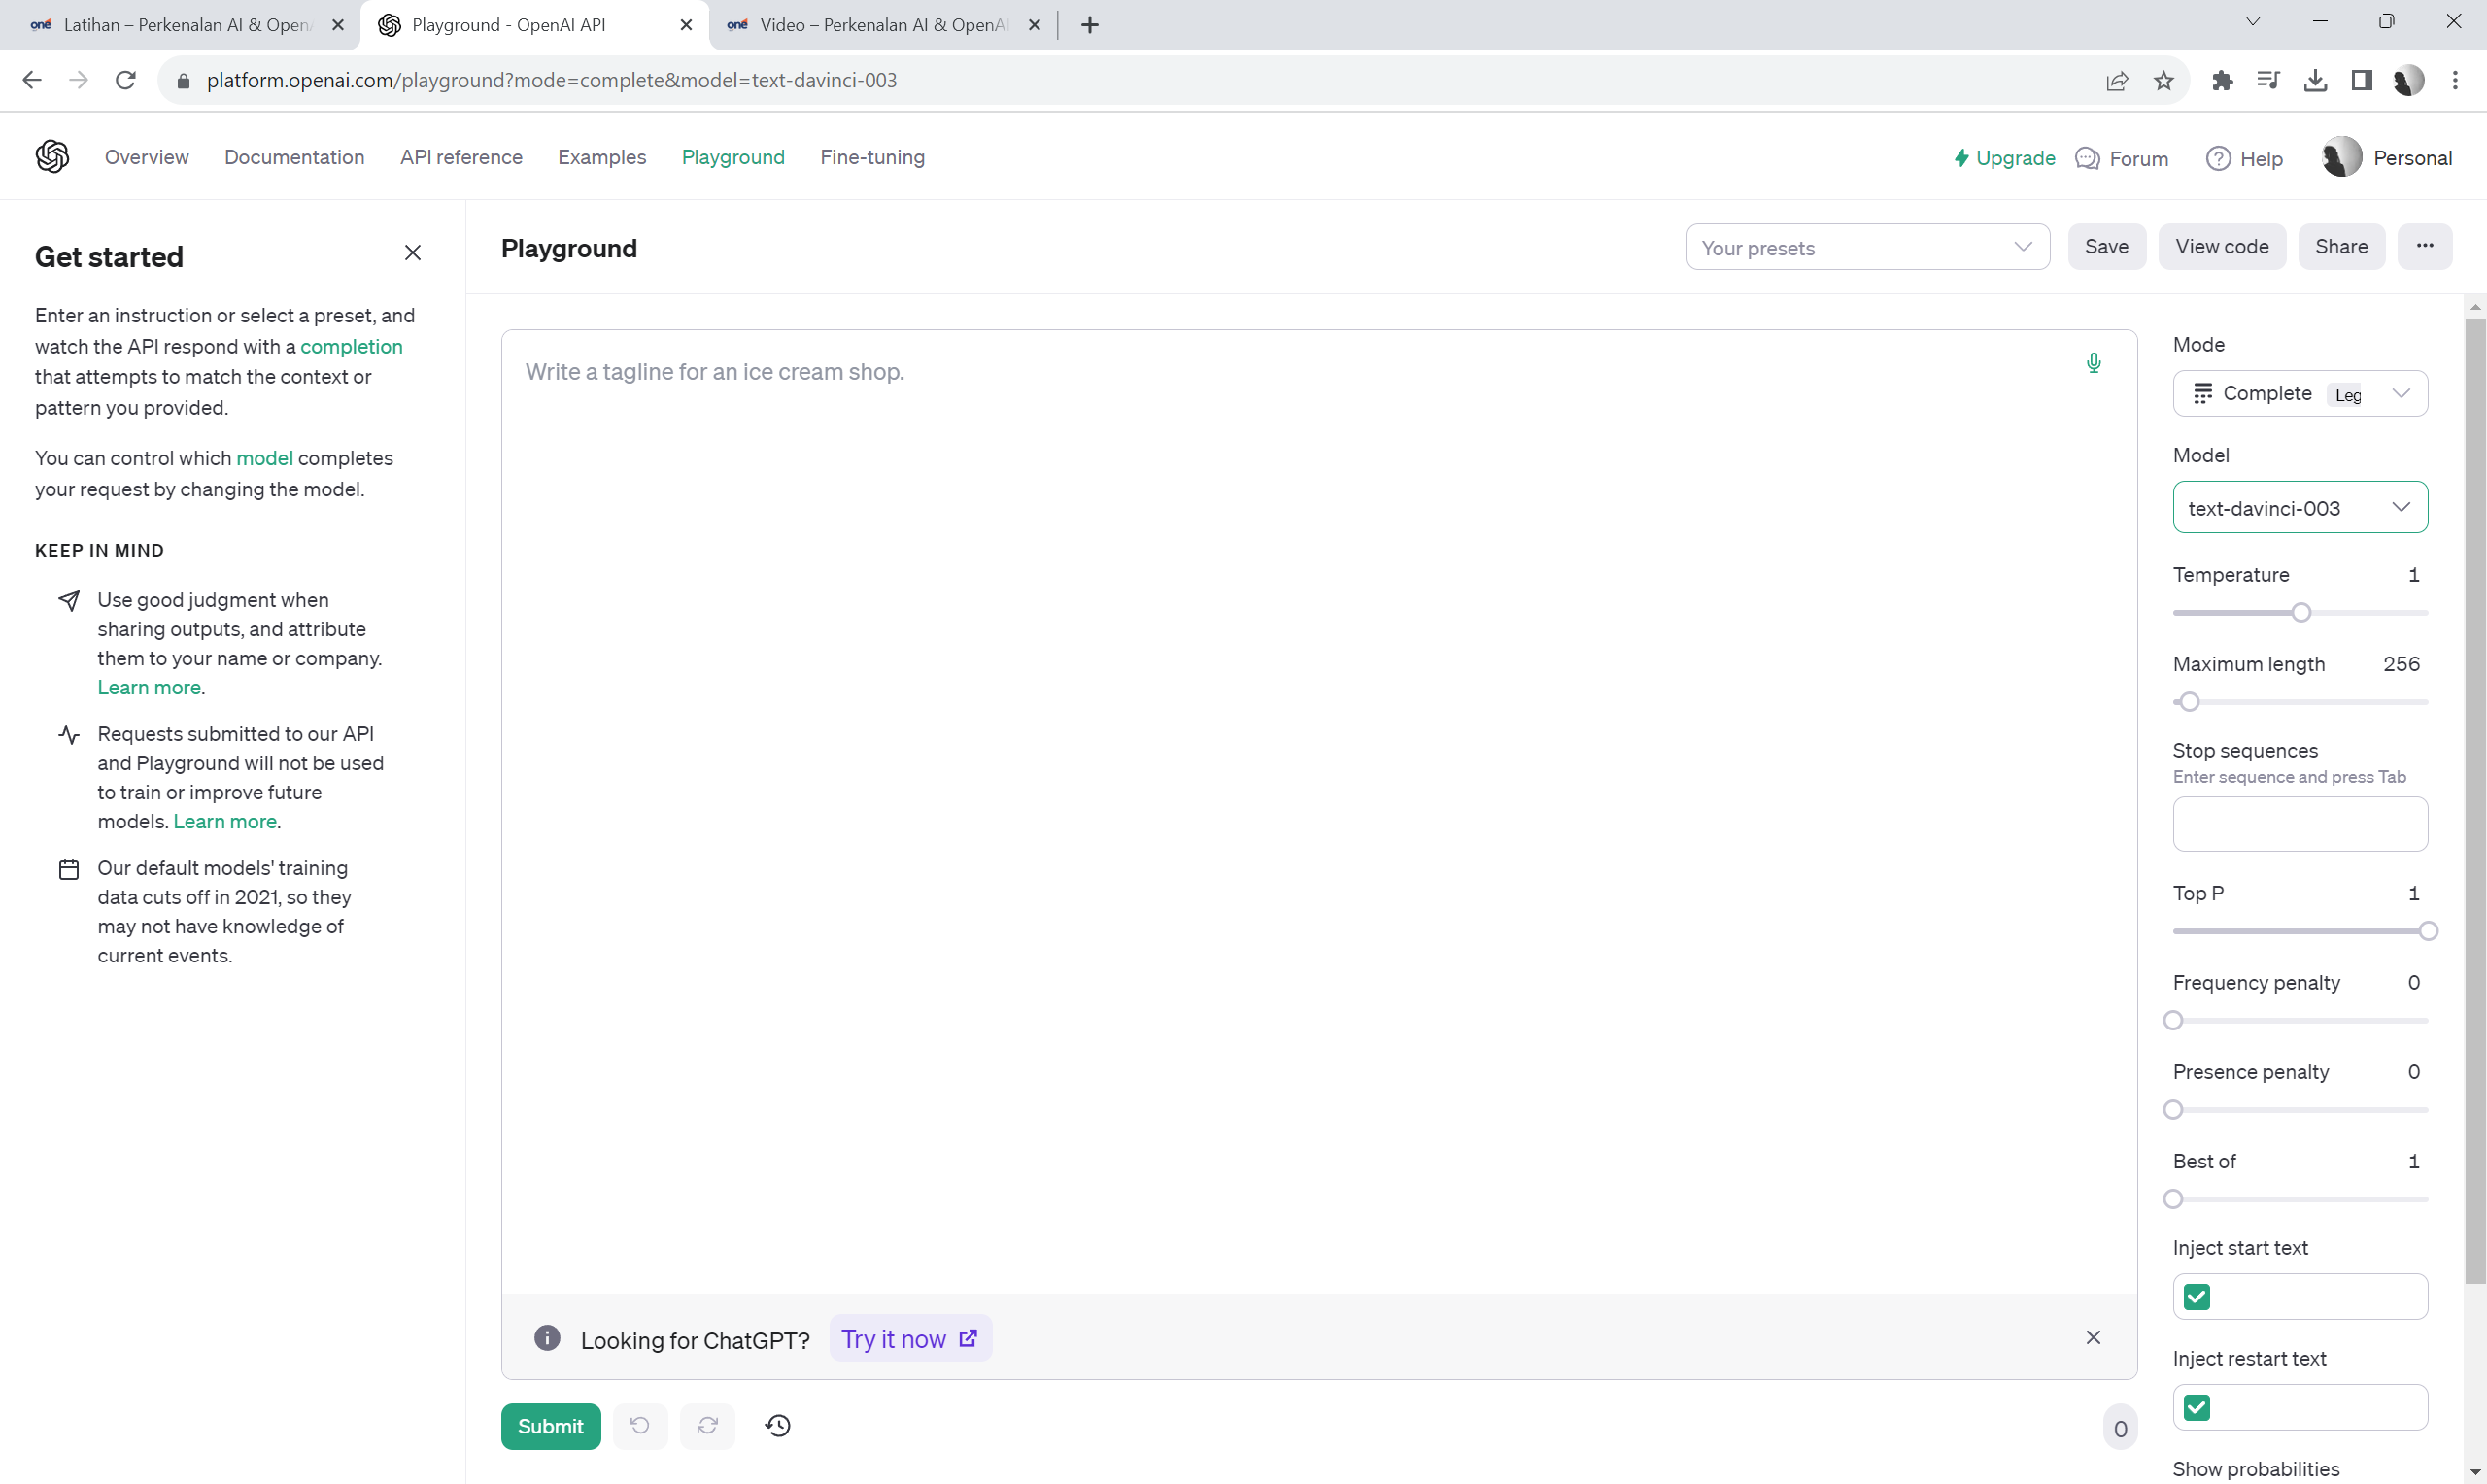 one Latihan – Perkenalan AI & Open
Playground - OpenAI API
one Video – Perkenalan AI & OpenA
platform.openai.com/playground?mode=complete&model=text-davinci-003
Overview Documentation API reference Examples Playground Fine-tuning
Upgrade Forum Help Personal
Get started
Enter an instruction or select a preset, and
watch the API respond with a completion
that attempts to match the context or
pattern you provided.
You can control which model completes
your request by changing the model.
KEEP IN MIND
Use good judgment when
sharing outputs, and attribute
them to your name or company.
Learn more.
Requests submitted to our API
and Playground will not be used
to train or improve future
models. Learn more.
Our default models' training
data cuts off in 2021, so they
may not have knowledge of
current events.
Playground
Your presets
Save
View code
Share
Write a tagline for an ice cream shop.
Looking for ChatGPT? Try it now
Submit
0
Mode
Complete Leg
Model
text-davinci-003
Temperature 1
Maximum length 256
Stop sequences
Enter sequence and press Tab
Top P 1
Frequency penalty 0
Presence penalty 0
Best of 1
Inject start text
Inject restart text
Show probabilities